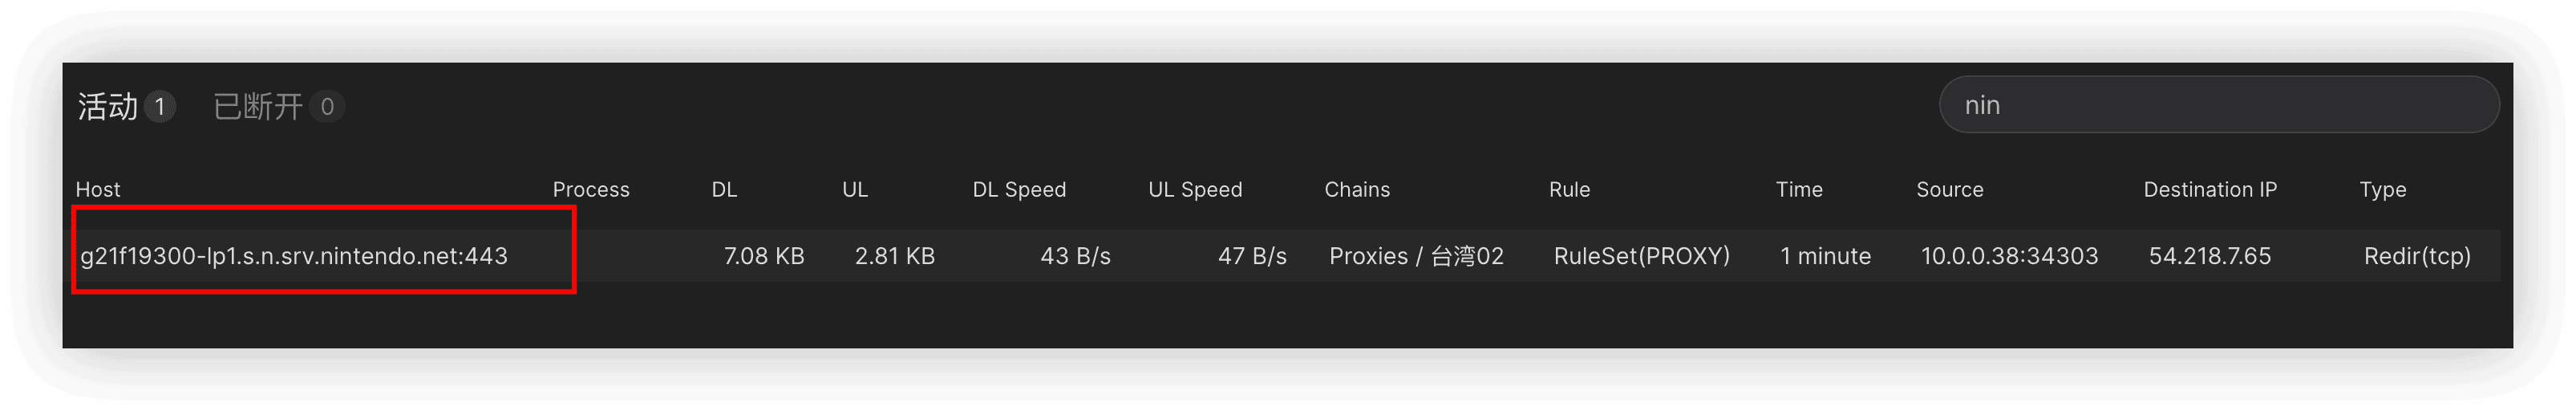 活动 1 已断开 0 nin
Host Process DL UL DL Speed UL Speed Chains Rule Time Source Destination IP Type
g21f19300-lp1.s.n.srv.nintendo.net:443 7.08 KB 2.81 KB 43 B/s 47 B/s Proxies / 台湾02 RuleSet(PROXY) 1 minute 10.0.0.38:34303 54.218.7.65 Redir(tcp)